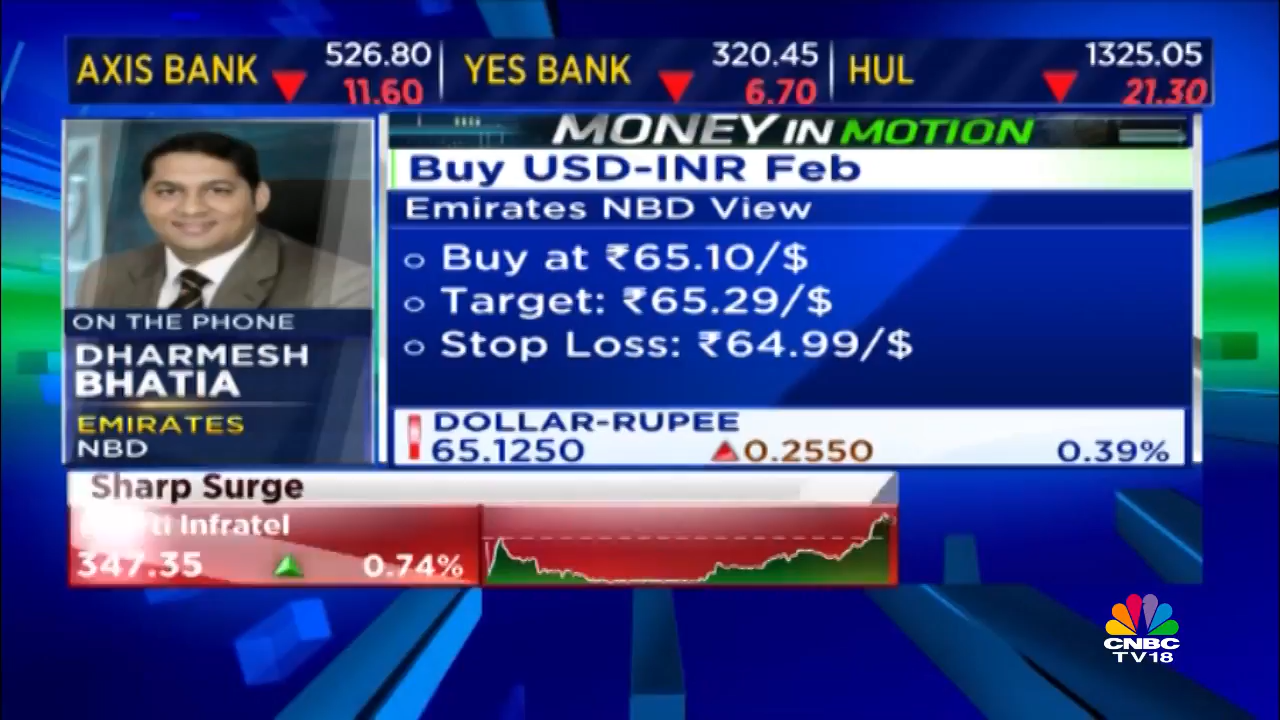 AXIS BANK 526.80 11.60
YES BANK 320.45 6.70
HUL 1325.05 21.30
MONEY IN MOTION
Buy USD-INR Feb
Emirates NBD View
Buy at ₹65.10/$
Target: ₹65.29/$
Stop Loss: ₹64.99/$
ON THE PHONE
DHARMESH
BHATIA
EMIRATES
NBD
DOLLAR-RUPEE
65.1250 0.2550 0.39%
Sharp Surge
Infratel
347.35 0.74%
CNBC
TV18